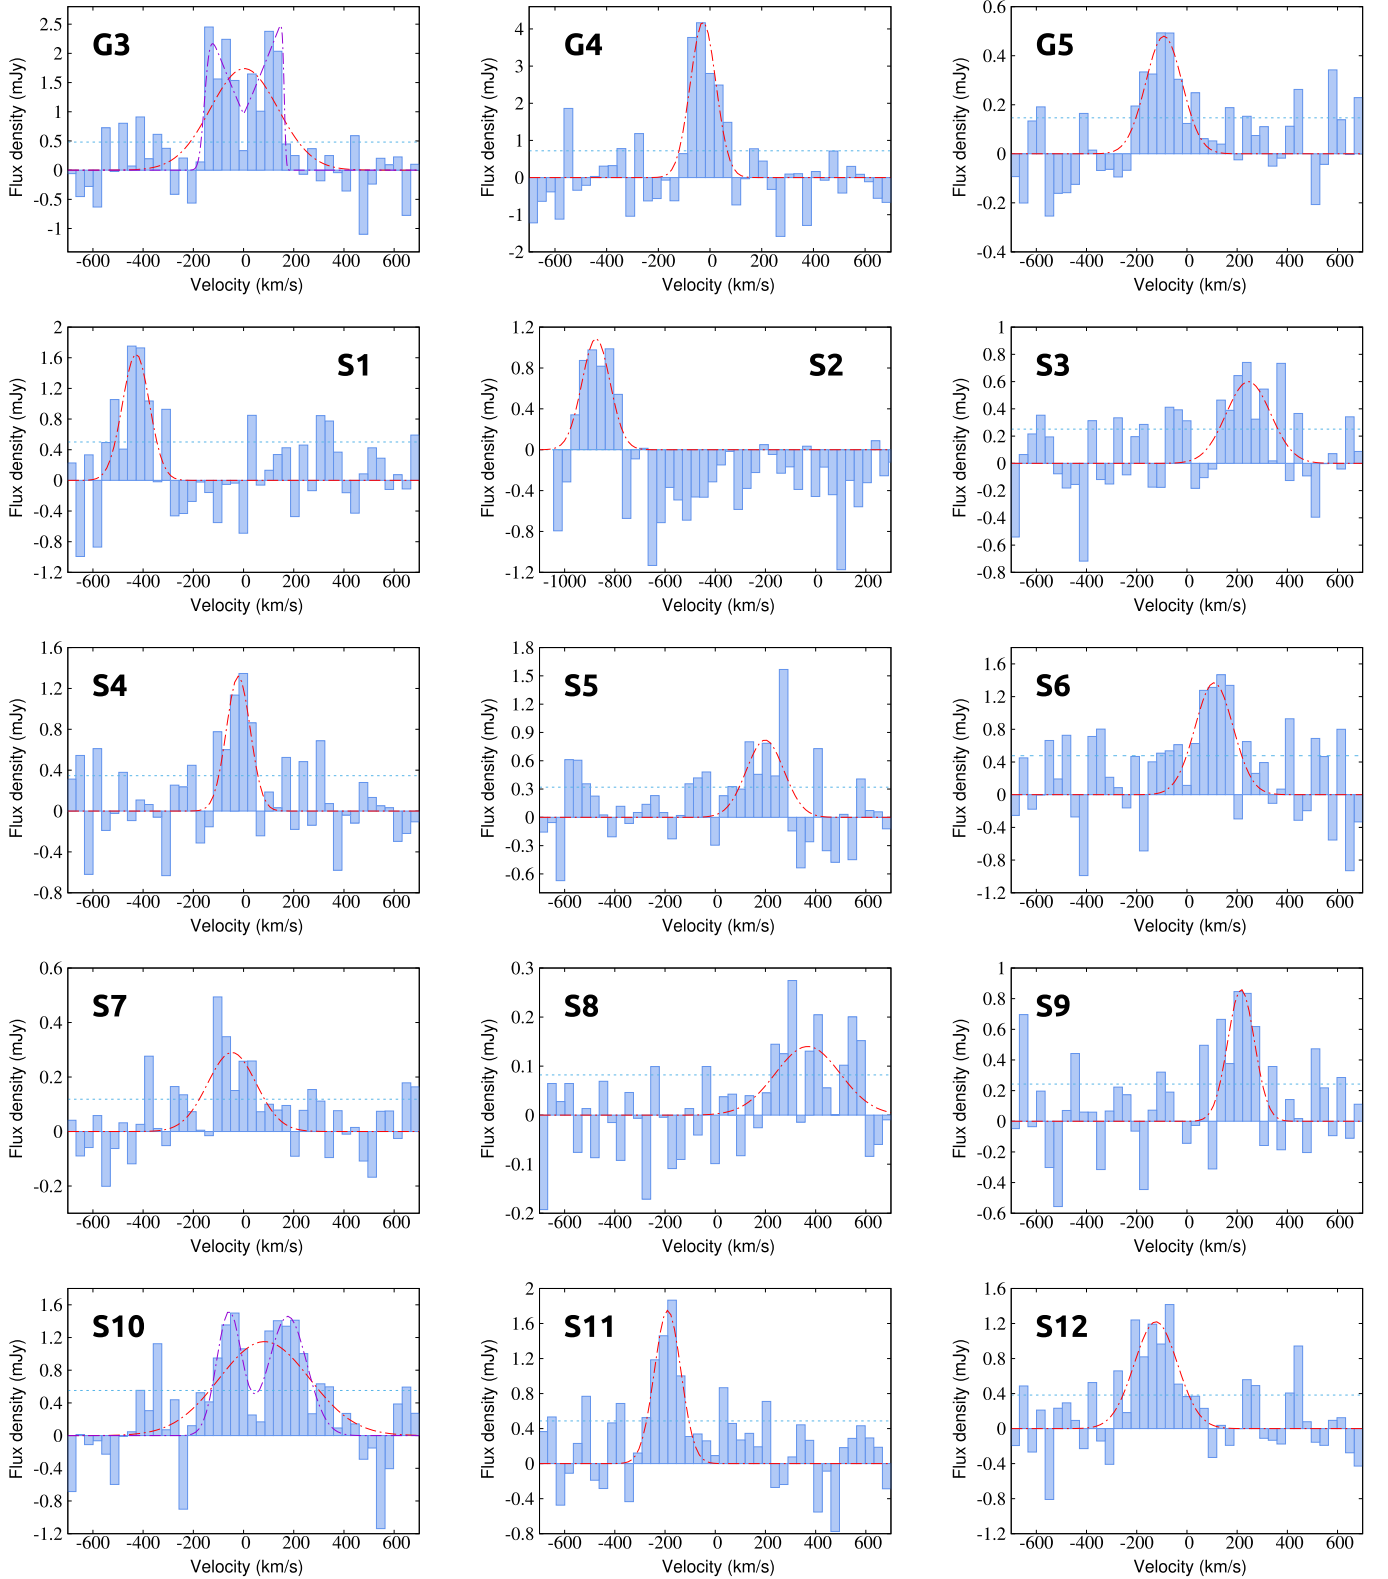 G3
Flux density (mJy)
2.5
2
1.5
1
0.5
0
-0.5
-1
-600 -400 -200 0 200 400 600
Velocity (km/s)
G4
Flux density (mJy)
4
3
2
1
0
-1
-2
-600 -400 -200 0 200 400 600
Velocity (km/s)
G5
Flux density (mJy)
0.6
0.4
0.2
0
-0.2
-0.4
-600 -400 -200 0 200 400 600
Velocity (km/s)
S1
Flux density (mJy)
2
1.6
1.2
0.8
0.4
0
-0.4
-0.8
-1.2
-600 -400 -200 0 200 400 600
Velocity (km/s)
S2
Flux density (mJy)
1.2
0.8
0.4
0
-0.4
-0.8
-1.2
-1000 -800 -600 -400 -200 0 200
Velocity (km/s)
S3
Flux density (mJy)
1
0.8
0.6
0.4
0.2
0
-0.2
-0.4
-0.6
-0.8
-600 -400 -200 0 200 400 600
Velocity (km/s)
S4
Flux density (mJy)
1.6
1.2
0.8
0.4
0
-0.4
-0.8
-600 -400 -200 0 200 400 600
Velocity (km/s)
S5
Flux density (mJy)
1.8
1.5
1.2
0.9
0.6
0.3
0
-0.3
-0.6
-600 -400 -200 0 200 400 600
Velocity (km/s)
S6
Flux density (mJy)
1.6
1.2
0.8
0.4
0
-0.4
-0.8
-1.2
-600 -400 -200 0 200 400 600
Velocity (km/s)
S7
Flux density (mJy)
0.6
0.4
0.2
0
-0.2
-600 -400 -200 0 200 400 600
Velocity (km/s)
S8
Flux density (mJy)
0.3
0.2
0.1
0
-0.1
-0.2
-600 -400 -200 0 200 400 600
Velocity (km/s)
S9
Flux density (mJy)
1
0.8
0.6
0.4
0.2
0
-0.2
-0.4
-0.6
-600 -400 -200 0 200 400 600
Velocity (km/s)
S10
Flux density (mJy)
1.6
1.2
0.8
0.4
0
-0.4
-0.8
-1.2
-600 -400 -200 0 200 400 600
Velocity (km/s)
S11
Flux density (mJy)
2
1.6
1.2
0.8
0.4
0
-0.4
-0.8
-600 -400 -200 0 200 400 600
Velocity (km/s)
S12
Flux density (mJy)
1.6
1.2
0.8
0.4
0
-0.4
-0.8
-1.2
-600 -400 -200 0 200 400 600
Velocity (km/s)